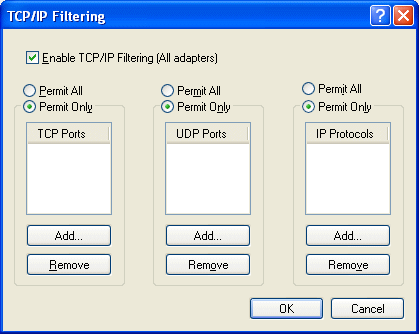 TCP/IP Filtering
Enable TCP/IP Filtering (All adapters)
Permit All Permit All Permit All
Permit Only Permit Only Permit Only
TCP Ports UDP Ports IP Protocols
Add... Add... Add...
Remove Remove Remove
OK Cancel